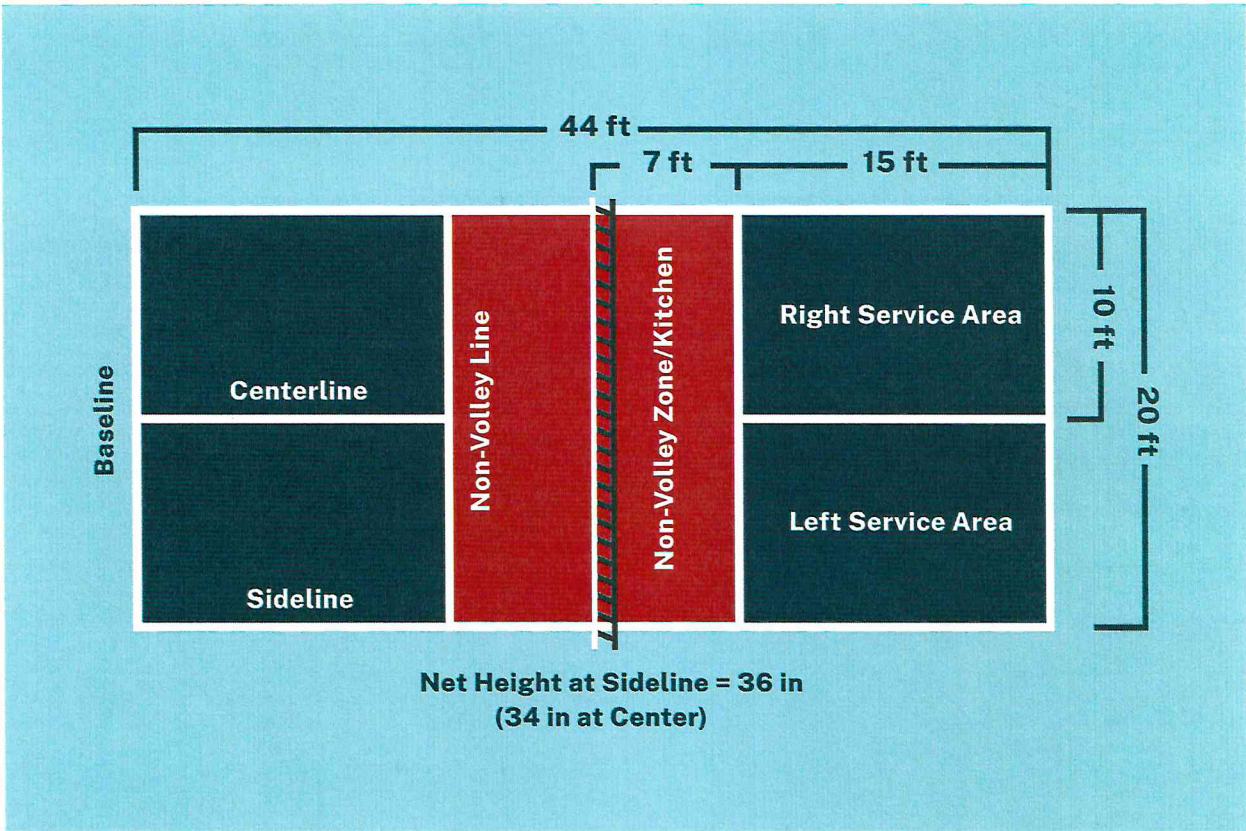 44 ft
7 ft
15 ft
Baseline
Centerline
Sideline
Non-Volley Line
Non-Volley Zone/Kitchen
Right Service Area
Left Service Area
10 ft
20 ft
Net Height at Sideline = 36 in
(34 in at Center)